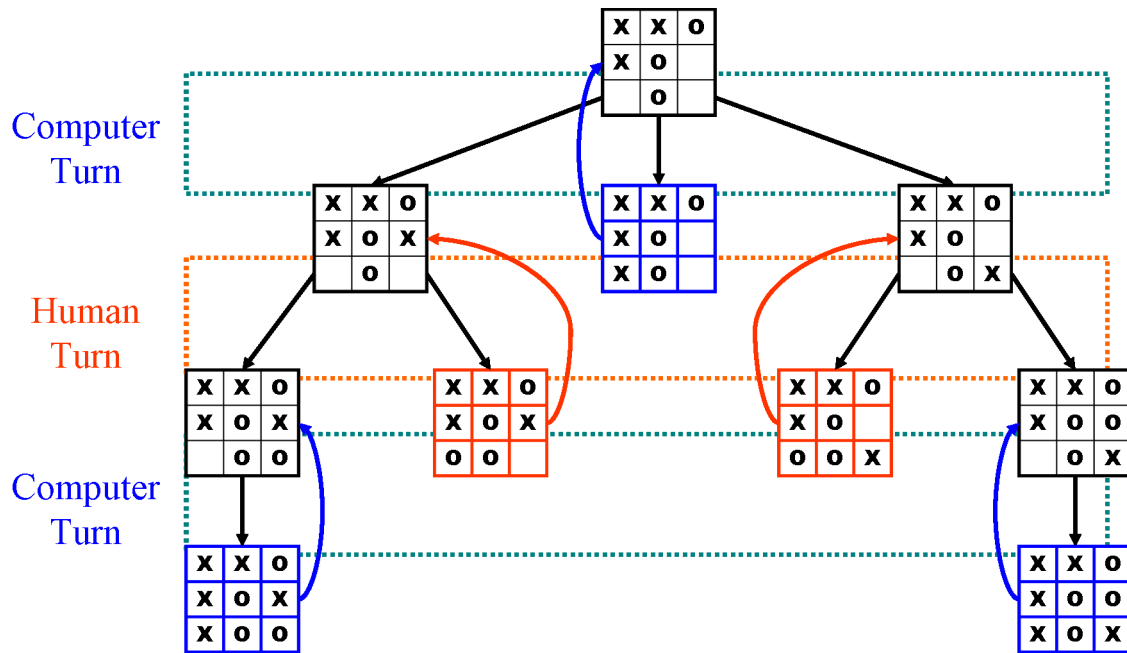 X X O
X O
O
Computer
Turn
X X O
X O X
O
X X O
X O
X O
X X O
X O
O X
Human
Turn
X X O
X O X
O O
X X O
X O X
O O
X X O
X O
O O X
X X O
X O O
O X
Computer
Turn
X X O
X O X
X O O
X X O
X O O
X O X